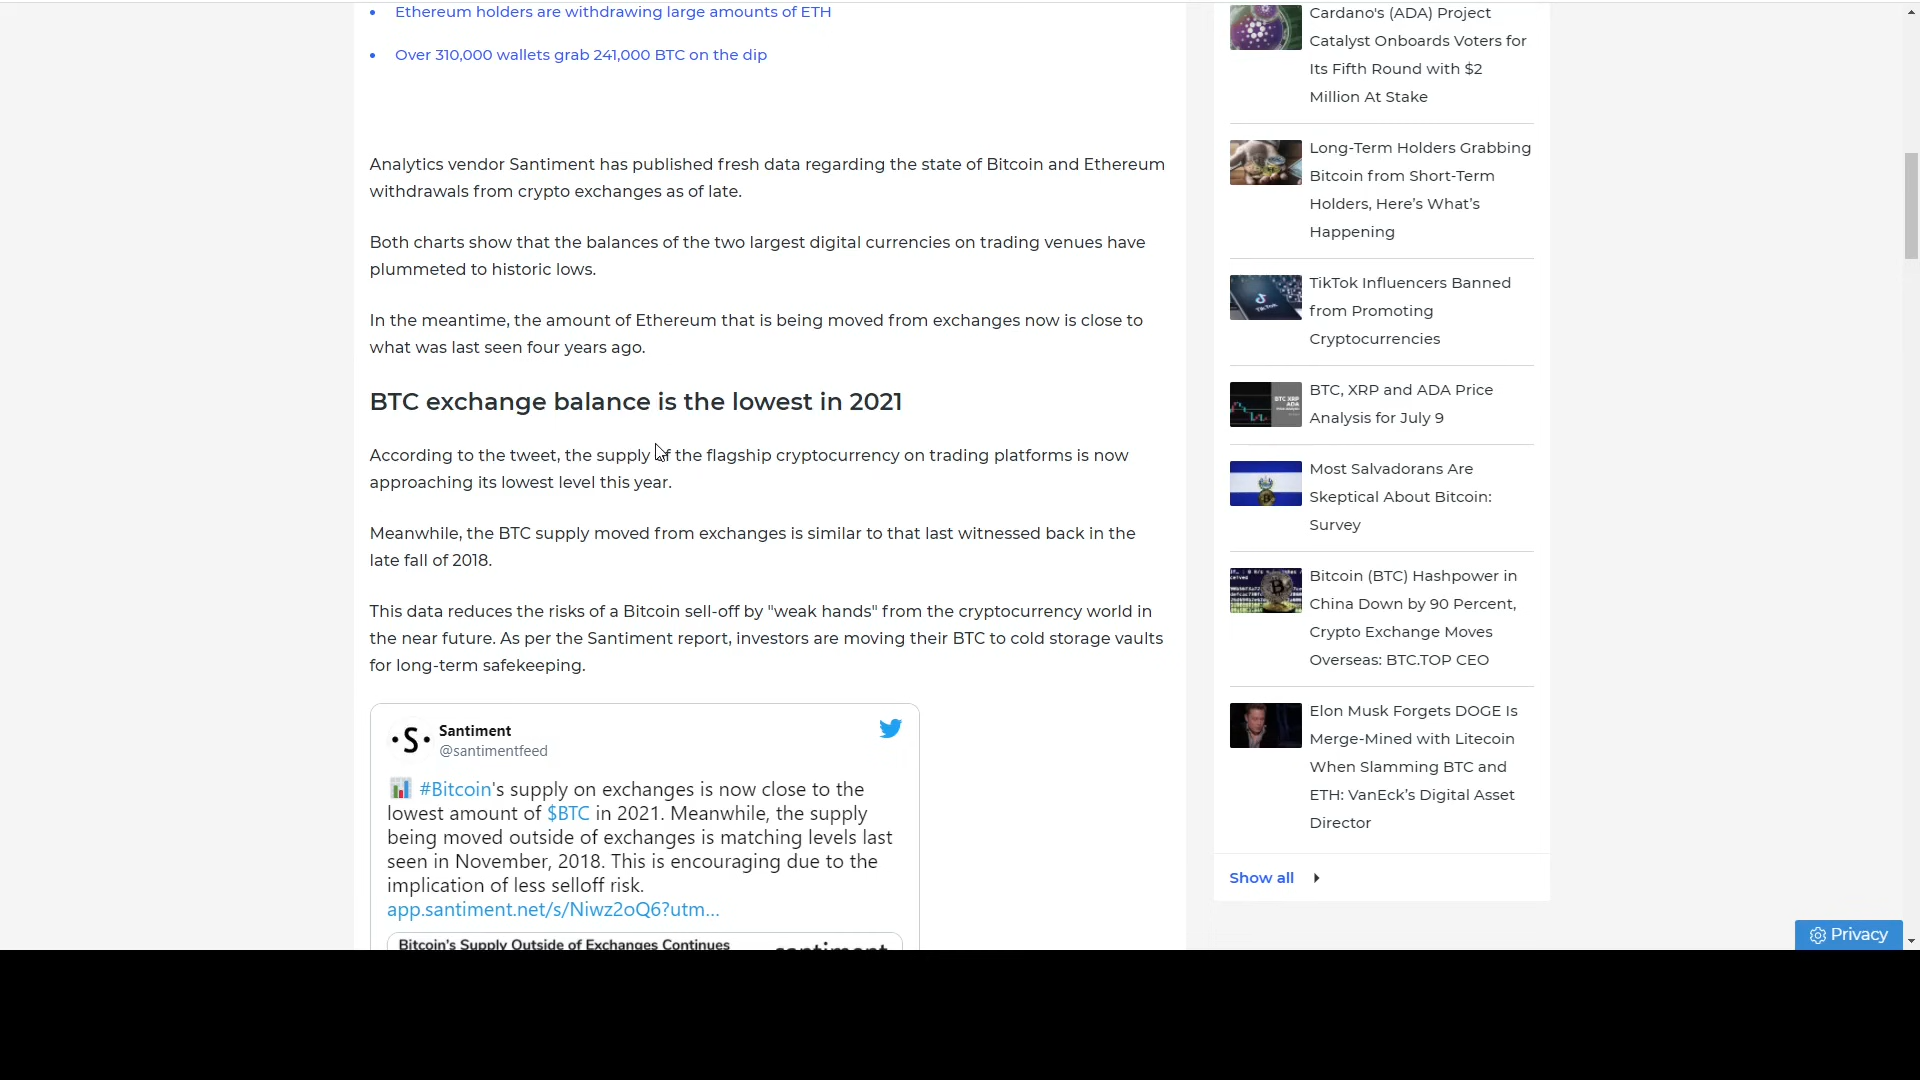 Ethereum holders are withdrawing large amounts of ETH
Over 310,000 wallets grab 241,000 BTC on the dip
Analytics vendor Santiment has published fresh data regarding the state of Bitcoin and Ethereum
withdrawals from crypto exchanges as of late.
Both charts show that the balances of the two largest digital currencies on trading venues have
plummeted to historic lows.
In the meantime, the amount of Ethereum that is being moved from exchanges now is close to
what was last seen four years ago.
BTC exchange balance is the lowest in 2021
According to the tweet, the supply of the flagship cryptocurrency on trading platforms is now
approaching its lowest level this year.
Meanwhile, the BTC supply moved from exchanges is similar to that last witnessed back in the
late fall of 2018.
This data reduces the risks of a Bitcoin sell-off by "weak hands" from the cryptocurrency world in
the near future. As per the Santiment report, investors are moving their BTC to cold storage vaults
for long-term safekeeping.
·S·
Santiment
@santimentfeed
#Bitcoin's supply on exchanges is now close to the
lowest amount of $BTC in 2021. Meanwhile, the supply
being moved outside of exchanges is matching levels last
seen in November, 2018. This is encouraging due to the
implication of less selloff risk.
app.santiment.net/s/Niwz2oQ6?utm...
Bitcoin's Supply Outside of Exchanges Continues
santiment
Cardano's (ADA) Project
Catalyst Onboards Voters for
Its Fifth Round with $2
Million At Stake
Long-Term Holders Grabbing
Bitcoin from Short-Term
Holders, Here's What's
Happening
TikTok Influencers Banned
from Promoting
Cryptocurrencies
BTC, XRP and ADA Price
Analysis for July 9
Most Salvadorans Are
Skeptical About Bitcoin:
Survey
Bitcoin (BTC) Hashpower in
China Down by 90 Percent,
Crypto Exchange Moves
Overseas: BTC.TOP CEO
Elon Musk Forgets DOGE Is
Merge-Mined with Litecoin
When Slamming BTC and
ETH: VanEck's Digital Asset
Director
Show all
Privacy